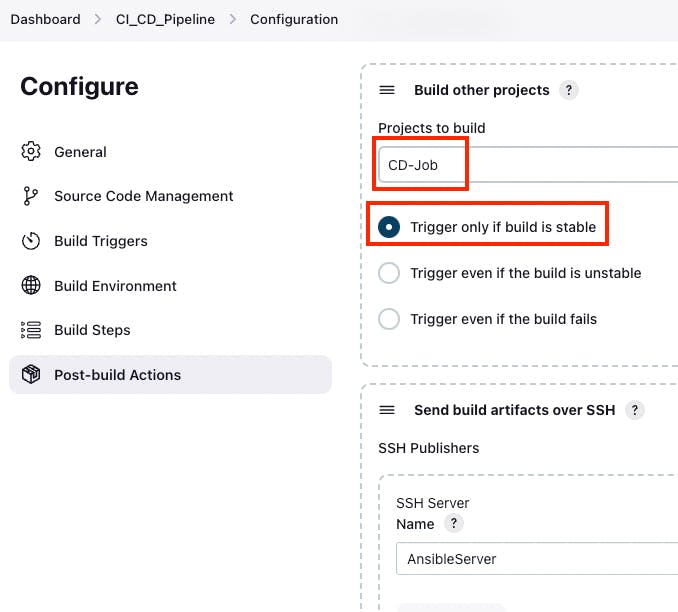 Dashboard > CI_CD_Pipeline > Configuration
Configure
General
Source Code Management
Build Triggers
Build Environment
Build Steps
Post-build Actions
Build other projects ?
Projects to build
CD-Job
Trigger only if build is stable
Trigger even if the build is unstable
Trigger even if the build fails
Send build artifacts over SSH ?
SSH Publishers
SSH Server
Name ?
AnsibleServer